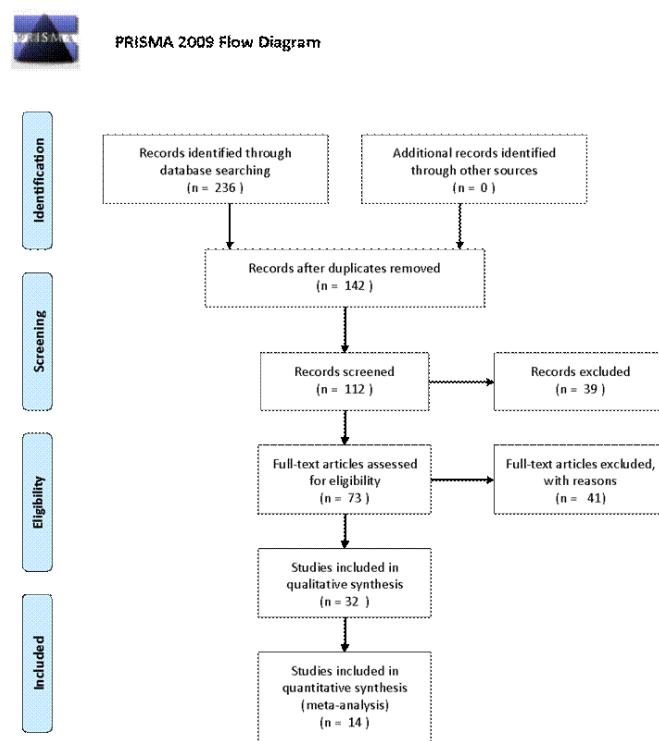 PRISMA
PRISMA 2009 Flow Diagram
Identification
Records identified through
database searching
(n = 236 )
Additional records identified
through other sources
(n = 0 )
Records after duplicates removed
(n = 142 )
Screening
Records screened
(n = 112 )
Records excluded
(n = 39 )
Eligibility
Full-text articles assessed
for eligibility
(n = 73 )
Full-text articles excluded,
with reasons
(n = 41)
Studies included in
qualitative synthesis
(n = 32 )
Included
Studies included in
quantitative synthesis
(meta-analysis)
(n = 14 )